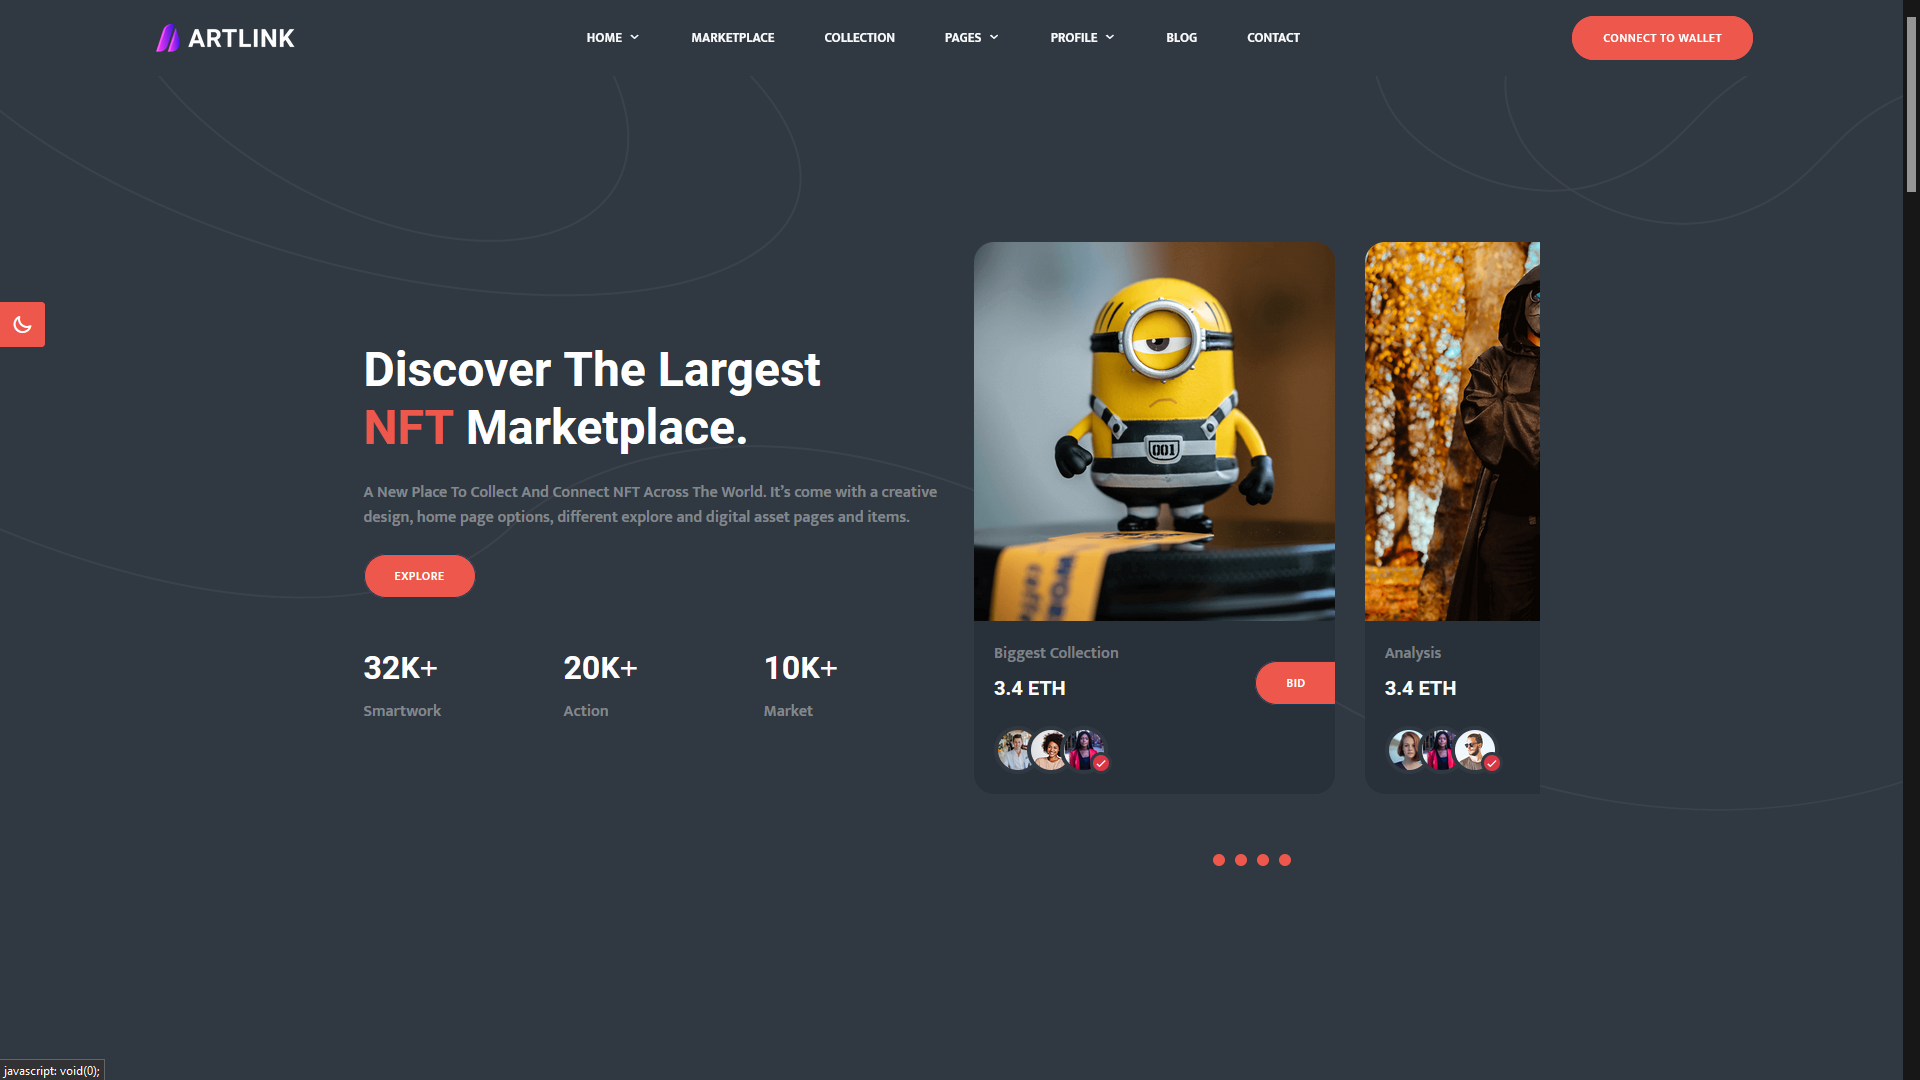 ARTLINK
HOME
MARKETPLACE
COLLECTION
PAGES
PROFILE
BLOG
CONTACT
CONNECT TO WALLET
Discover The Largest
NFT Marketplace.
A New Place To Collect And Connect NFT Across The World. It’s come with a creative
design, home page options, different explore and digital asset pages and items.
EXPLORE
32K+
20K+
10K+
Smartwork
Action
Market
001
Biggest Collection
3.4 ETH
BID
Analysis
3.4 ETH
javascript: void(0);